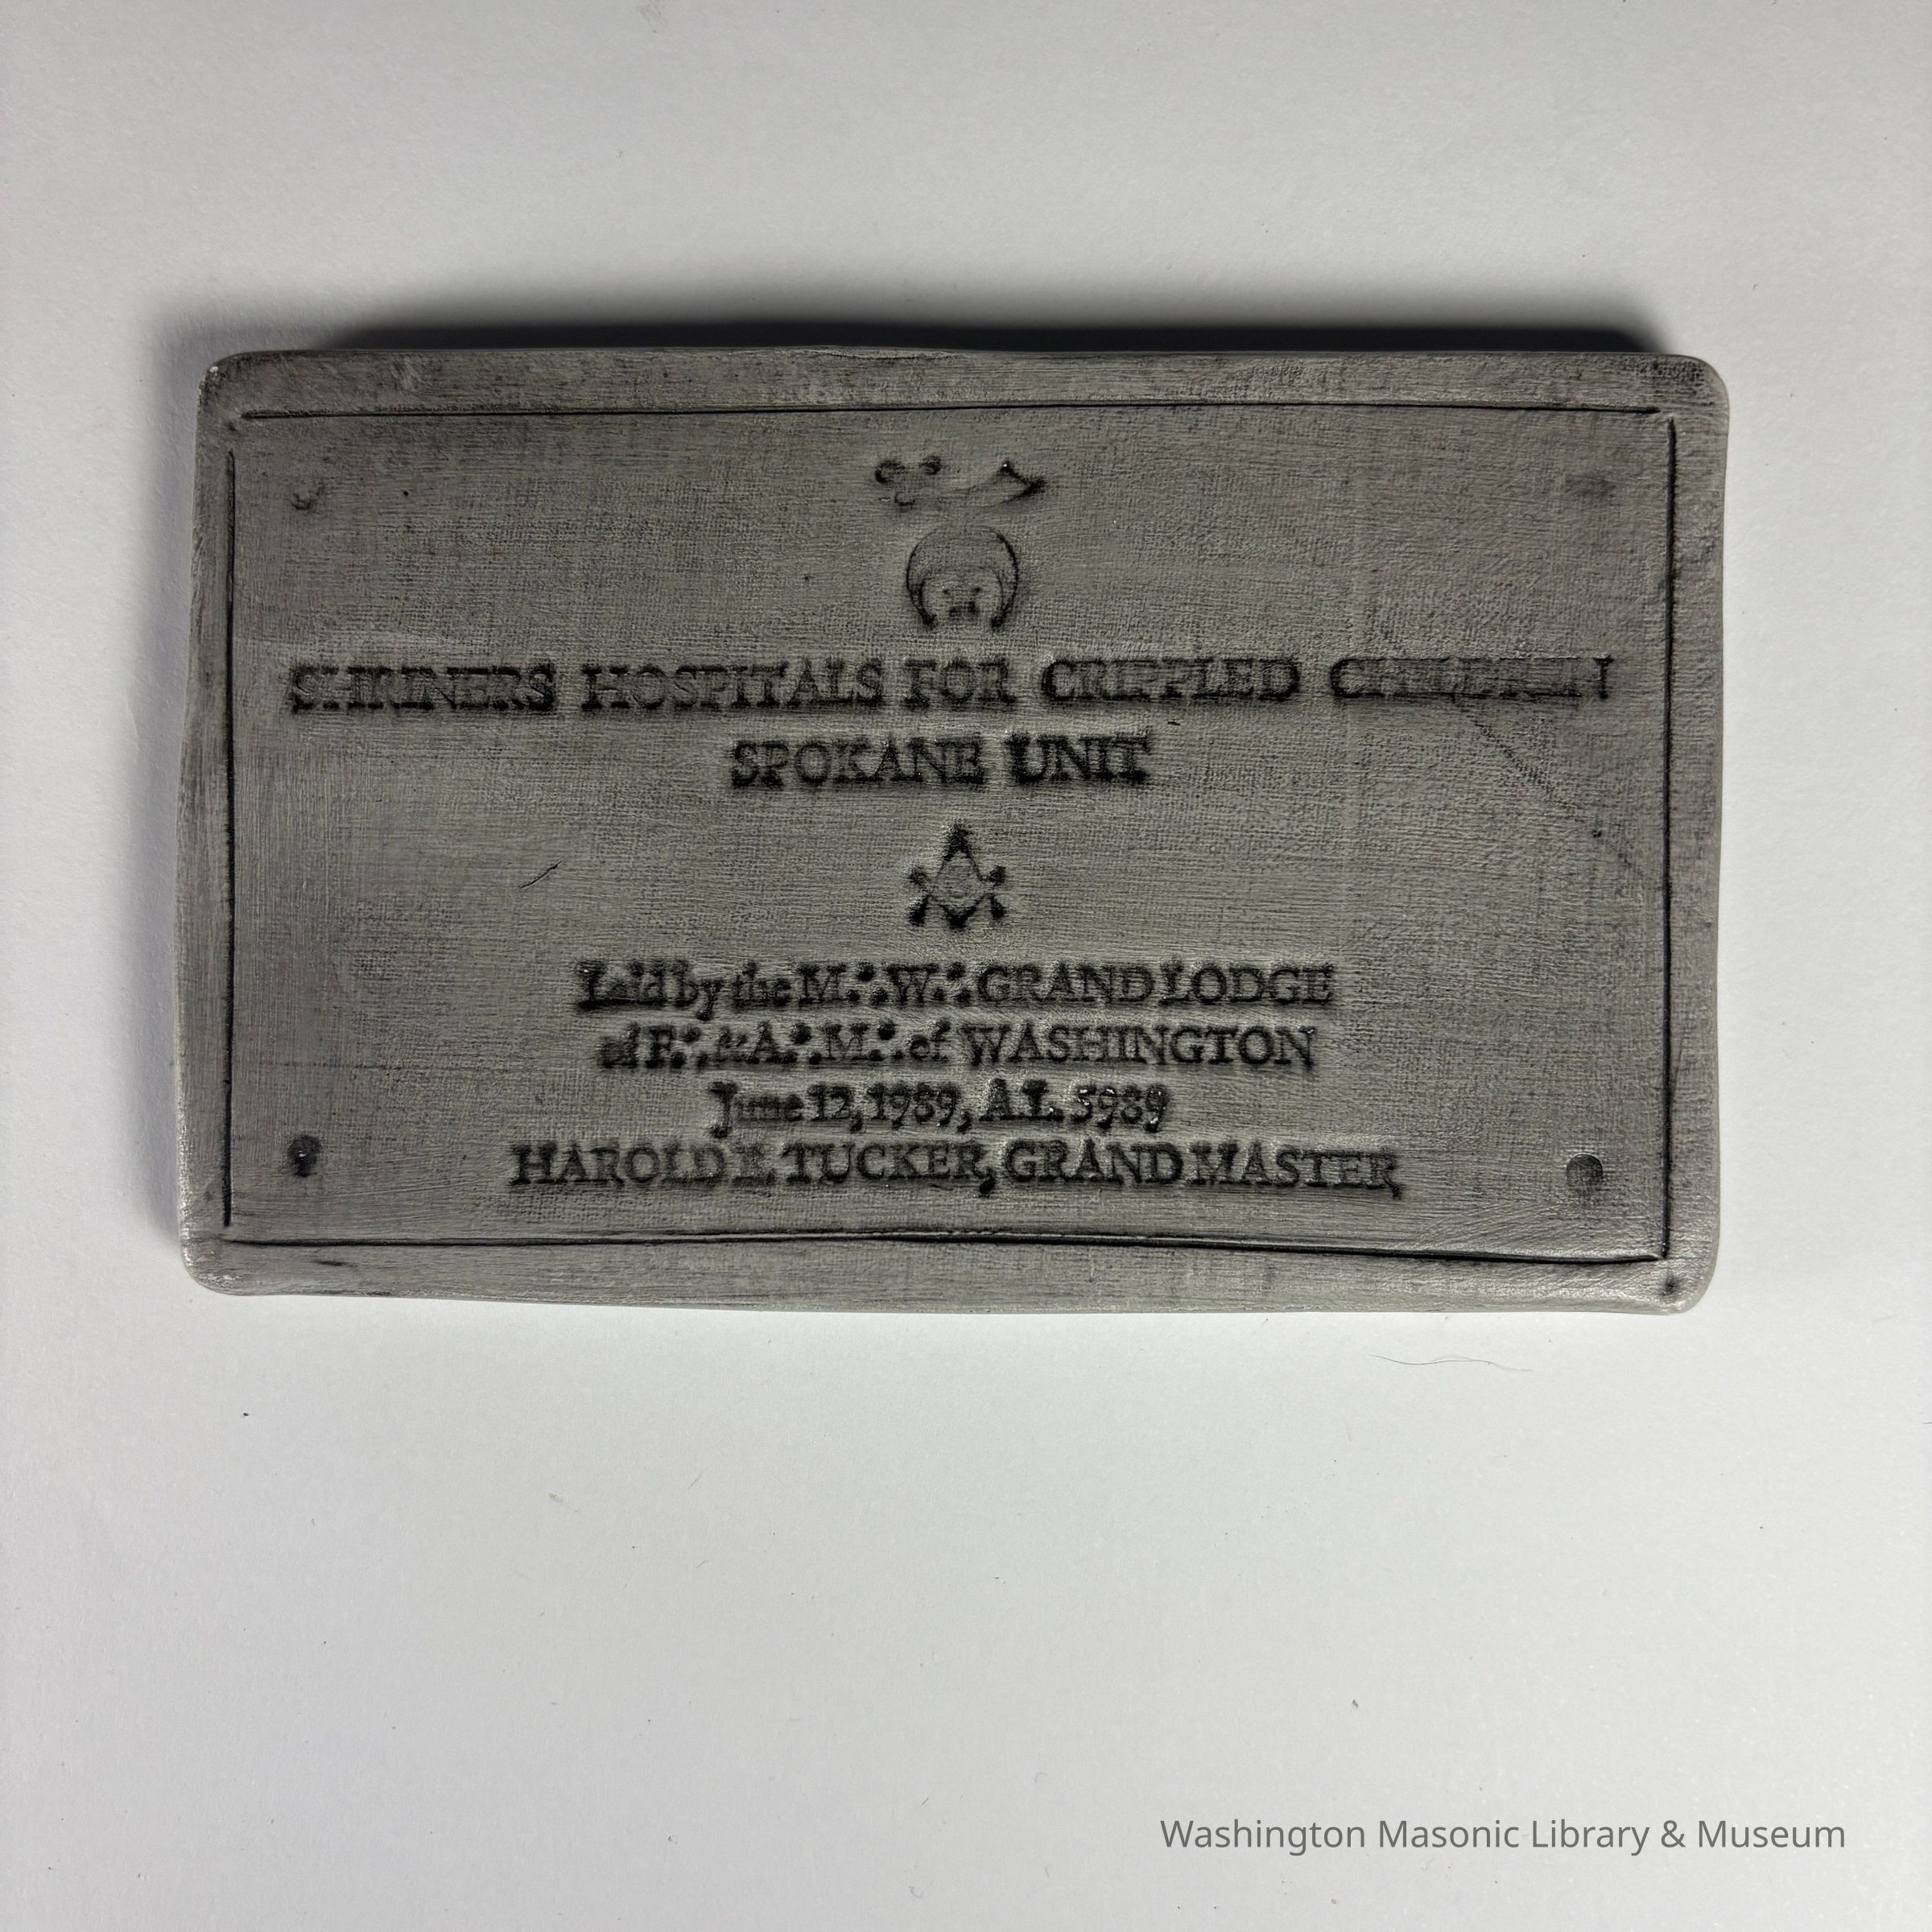 SHRINERS HOSPITALS FOR CRIPPLED CHILDREN
SPOKANE UNIT
G
Laid by the M∴W∴GRAND LODGE
of F∴&A∴M∴of WASHINGTON
June 12, 1989, A.L. 5989
HAROLD E. TUCKER, GRAND MASTER
Washington Masonic Library & Museum